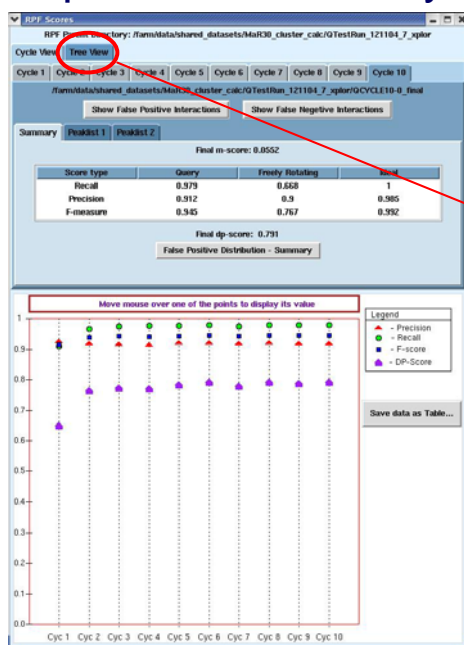 RPF Scores
RPF Parent Directory: /farm/data/shared_datasets/MaR30_cluster_calc/QTestRun_121104_7_xplor
Cycle View Tree View
Cycle 1 Cycle 2 Cycle 3 Cycle 4 Cycle 5 Cycle 6 Cycle 7 Cycle 8 Cycle 9 Cycle 10
/farm/data/shared_datasets/MaR30_cluster_calc/QTestRun_121104_7_xplor/QCYCLE10-0_final
Show False Positive Interactions Show False Negetive Interactions
Summary Peaklist 1 Peaklist 2
Final m-score: 0.0552
Score type Query Freely Rotating Ideal
Recall 0.979 0.668 1
Precision 0.912 0.9 0.985
F-measure 0.945 0.767 0.992
Final dp-score: 0.791
False Positive Distribution - Summary
Move mouse over one of the points to display its value
Legend
- Precision
- Recall
- F-score
- DP-Score
Save data as Table...
1
0.9
0.8
0.7
0.6
0.5
0.4
0.3
0.2
0.1
0.0
Cyc 1 Cyc 2 Cyc 3 Cyc 4 Cyc 5 Cyc 6 Cyc 7 Cyc 8 Cyc 9 Cyc 10